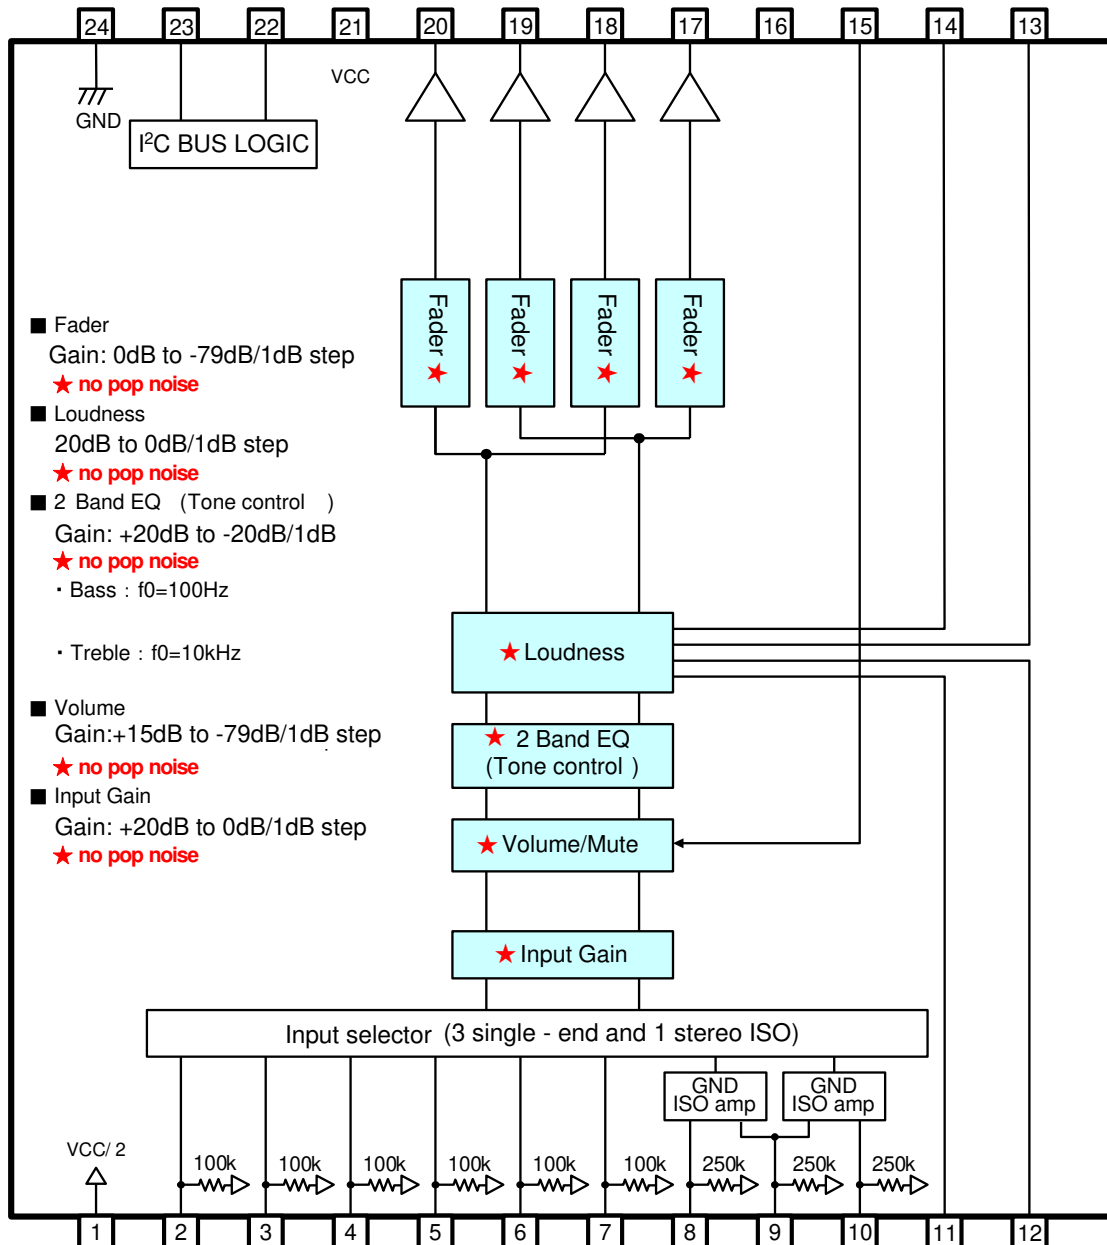 24 23 22 21 20 19 18 17 16 15 14 13
VCC
GND
I²C BUS LOGIC
Fader ★
Fader ★
Fader ★
Fader ★
■ Fader
Gain: 0dB to -79dB/1dB step
★ no pop noise
■ Loudness
20dB to 0dB/1dB step
★ no pop noise
■ 2 Band EQ (Tone control )
Gain: +20dB to -20dB/1dB
★ no pop noise
・Bass : f0=100Hz
・Treble : f0=10kHz
■ Volume
Gain:+15dB to -79dB/1dB step
★ no pop noise
■ Input Gain
Gain: +20dB to 0dB/1dB step
★ no pop noise
★ Loudness
★ 2 Band EQ
(Tone control )
★ Volume/Mute
★ Input Gain
Input selector (3 single - end and 1 stereo ISO)
GND
ISO amp
GND
ISO amp
VCC/ 2
100k 100k 100k 100k 100k 100k 250k 250k 250k
1 2 3 4 5 6 7 8 9 10 11 12